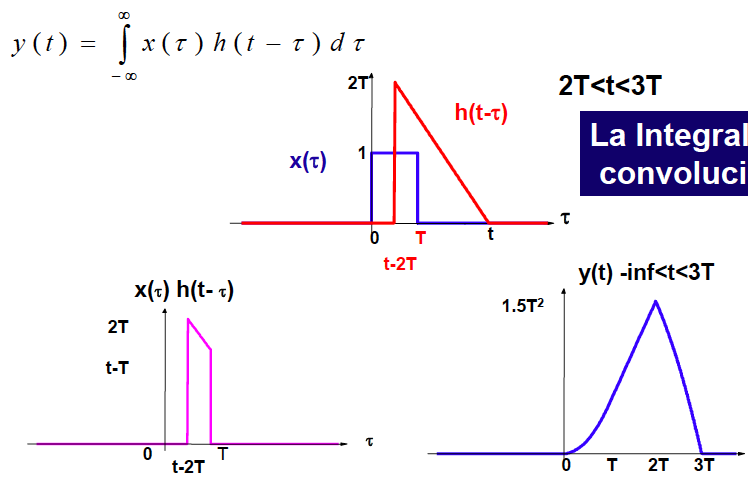 y(t) = ∫ x(τ) h(t − τ) d τ
∞
− ∞
2T<t<3T
La Integral
convoluci
2T
h(t-τ)
1
x(τ)
τ
0
T
t
t-2T
x(τ) h(t- τ)
2T
t-T
0
t-2T
T
τ
y(t) -inf<t<3T
1.5T²
0
T
2T
3T